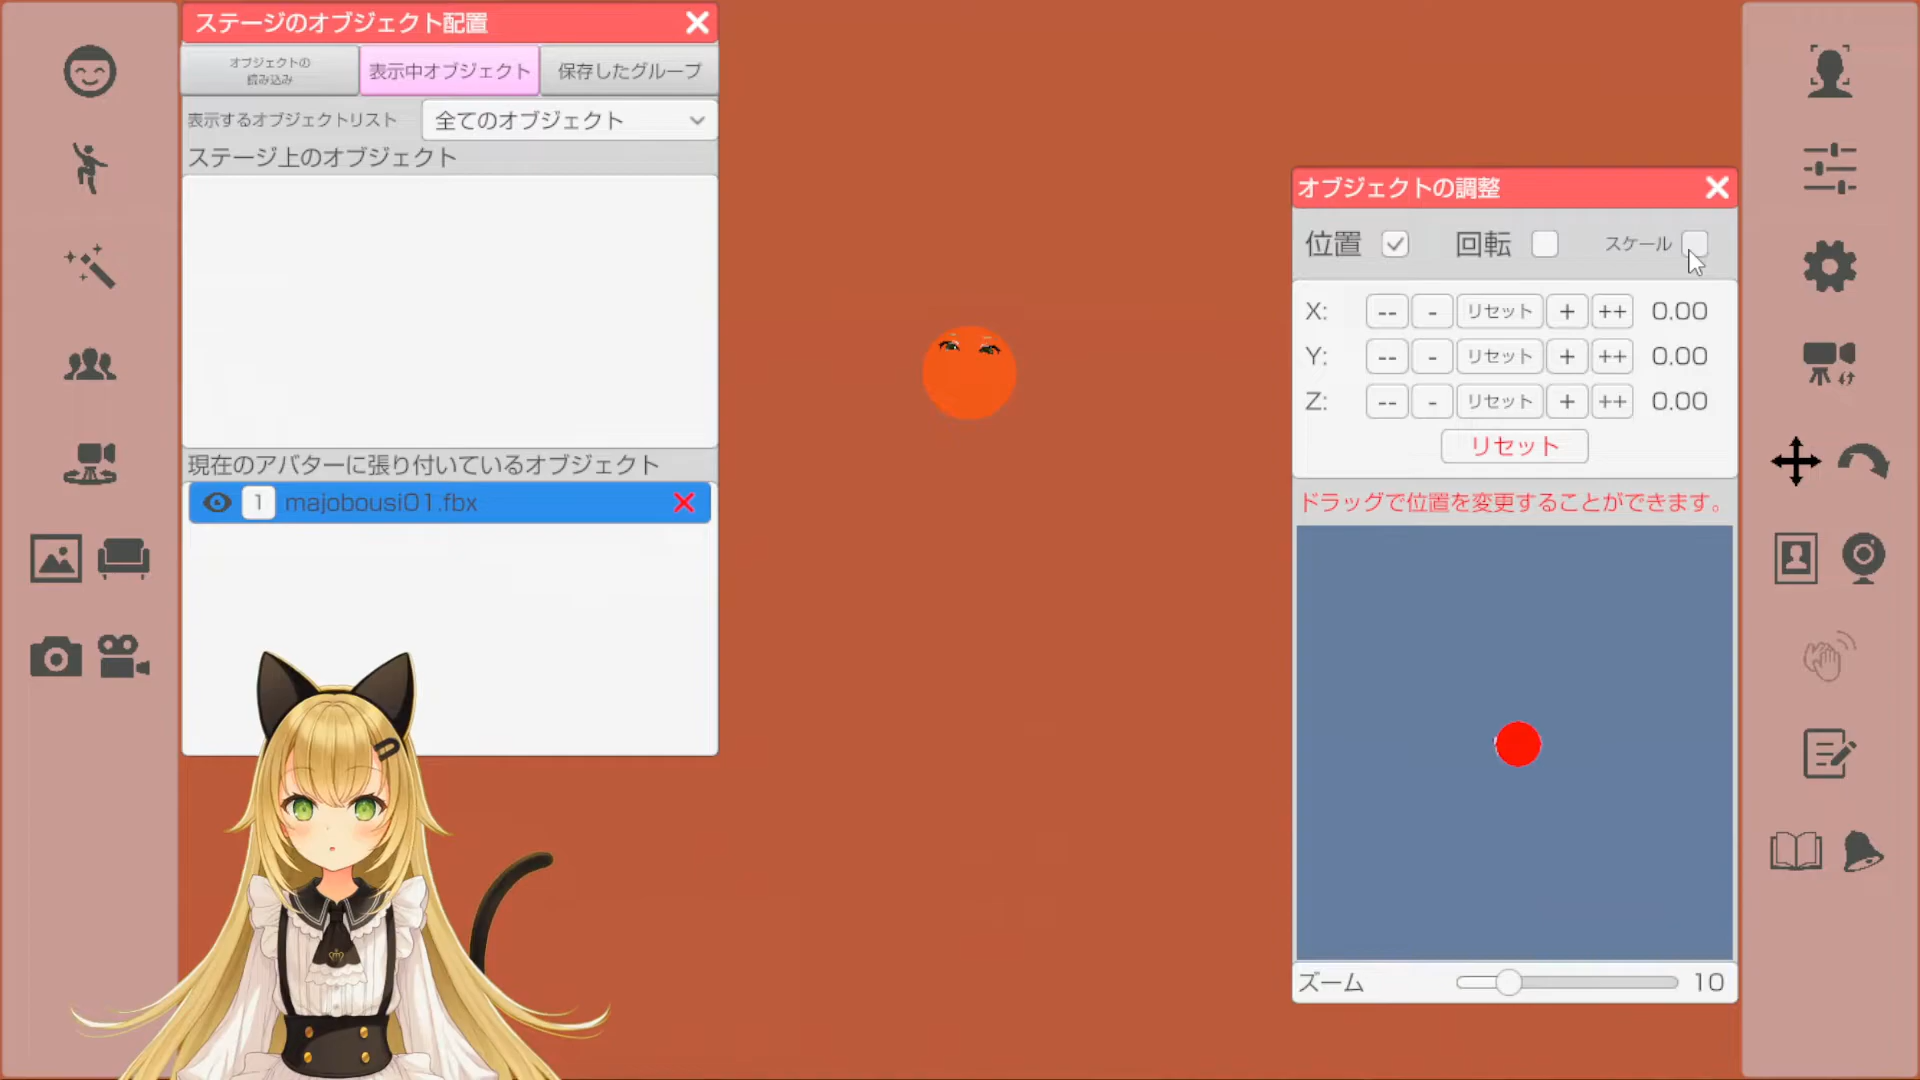 ステージのオブジェクト配置
オブジェクトの
読み込み
表示中オブジェクト
保存したグループ
表示するオブジェクトリスト
全てのオブジェクト
ステージ上のオブジェクト
現在のアバターに張り付いているオブジェクト
1 majobousi01.fbx
オブジェクトの調整
位置 回転 スケール
X: -- - リセット + ++ 0.00
Y: -- - リセット + ++ 0.00
Z: -- - リセット + ++ 0.00
リセット
ドラッグで位置を変更することができます。
ズーム 10